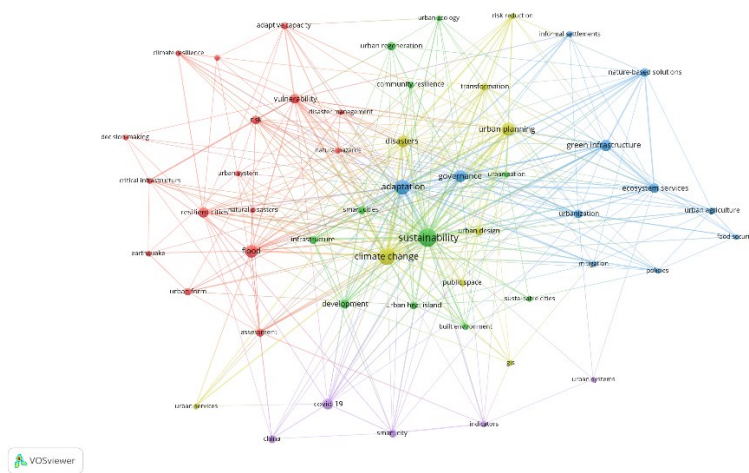 urban ecology
risk reduction
adaptive capacity
informal settlements
urban regeneration
climate resilience
nature-based solutions
community resilience
transformation
vulnerability
disaster management
risk
urban planning
decision-making
disasters
green infrastructure
natural hazards
critical infrastructure
urban system
governance
urbanisation
adaptation
ecosystem services
resilient cities
natural disasters
smart cities
urbanization
urban agriculture
sustainability
urban design
infrastructure
food securi
flood
earthquake
climate change
mitigation
policies
public space
urban form
sustainable cities
development
urban heat island
assessment
built environment
gis
urban systems
urban services
covid-19
indicators
china
smart city
VOSviewer